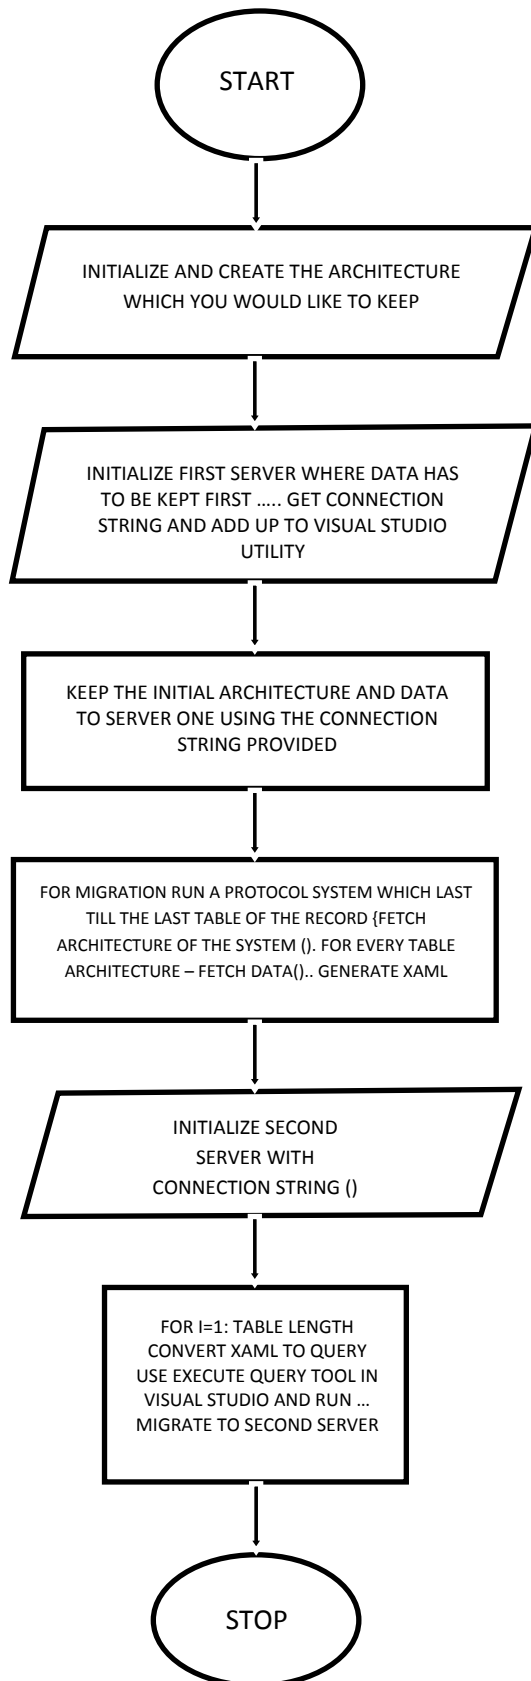 START
INITIALIZE AND CREATE THE ARCHITECTURE
WHICH YOU WOULD LIKE TO KEEP
INITIALIZE FIRST SERVER WHERE DATA HAS
TO BE KEPT FIRST ….. GET CONNECTION
STRING AND ADD UP TO VISUAL STUDIO
UTILITY
KEEP THE INITIAL ARCHITECTURE AND DATA
TO SERVER ONE USING THE CONNECTION
STRING PROVIDED
FOR MIGRATION RUN A PROTOCOL SYSTEM WHICH LAST
TILL THE LAST TABLE OF THE RECORD {FETCH
ARCHITECTURE OF THE SYSTEM (). FOR EVERY TABLE
ARCHITECTURE – FETCH DATA().. GENERATE XAML
INITIALIZE SECOND
SERVER WITH
CONNECTION STRING ()
FOR I=1: TABLE LENGTH
CONVERT XAML TO QUERY
USE EXECUTE QUERY TOOL IN
VISUAL STUDIO AND RUN …
MIGRATE TO SECOND SERVER
STOP